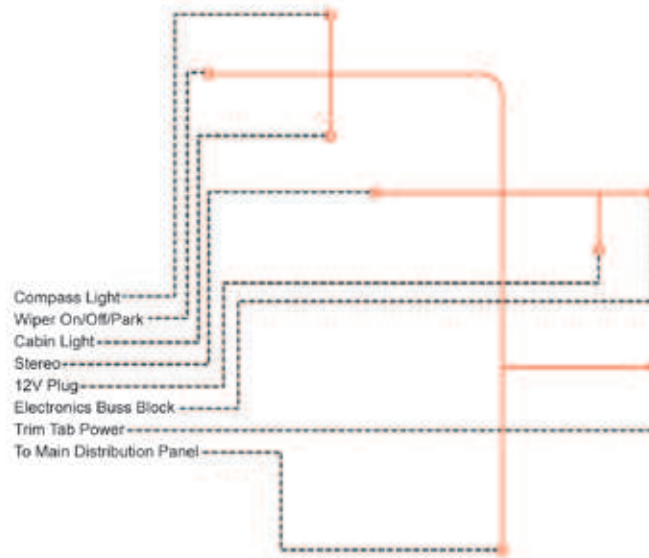 Compass Light
Wiper On/Off/Park
Cabin Light
Stereo
12V Plug
Electronics Buss Block
Trim Tab Power
To Main Distribution Panel